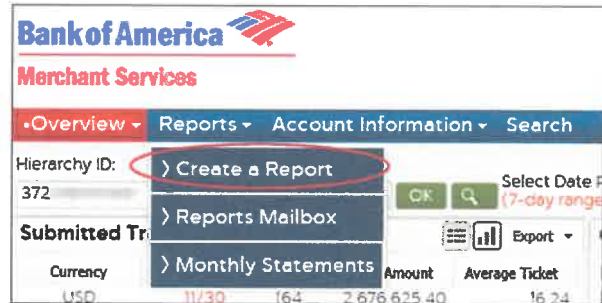 Bank of America
Merchant Services
•Overview Reports Account Information Search
Hierarchy ID:
> Create a Report
372
OK
Select Date
(7-day range
> Reports Mailbox
Submitted Tr
Export
> Monthly Statements
Currency
Amount
Average Ticket
USD 11/30 164 2 676 625 40 16 24